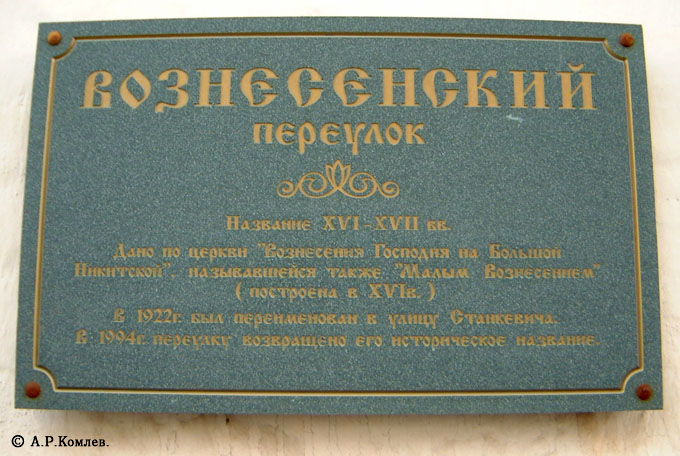 ВОЗНЕСЕНСКИЙ
ПЕРЕУЛОК
Название XVI-XVII вв.
Дано по церкви "Вознесения Господня на Большой
Никитской", называвшейся также "Малым Вознесением"
( построена в XVIв. )
В 1922г. был переименован в улицу Станкевича.
В 1994г. переулку возвращено его историческое название.
© А.Р.Комлев.